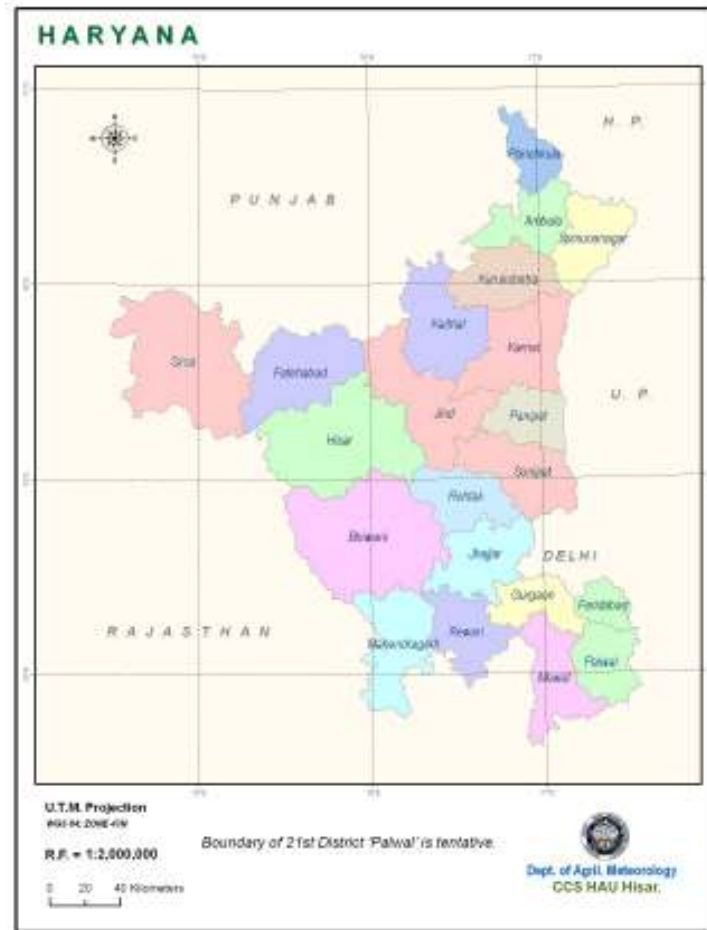 HARYANA
H. P.
Panchkula
PUNJAB
Ambala
Yamunanagar
Kurukshetra
Kaithal
Karnal
Sirsa
Fatehabad
U. P.
Jind
Panipat
Hisar
Sonipat
Rohtak
Bhiwani
Jhajjar
DELHI
Gurgaon
Faridabad
RAJASTHAN
Mahendragarh
Rewari
Palwal
Mewat
U.T.M. Projection
Boundary of 21st District 'Palwal' is tentative.
R.F. = 1:2,000,000
0 20 40 Kilometers
Dept. of Agril. Meteorology
CCS HAU Hisar.